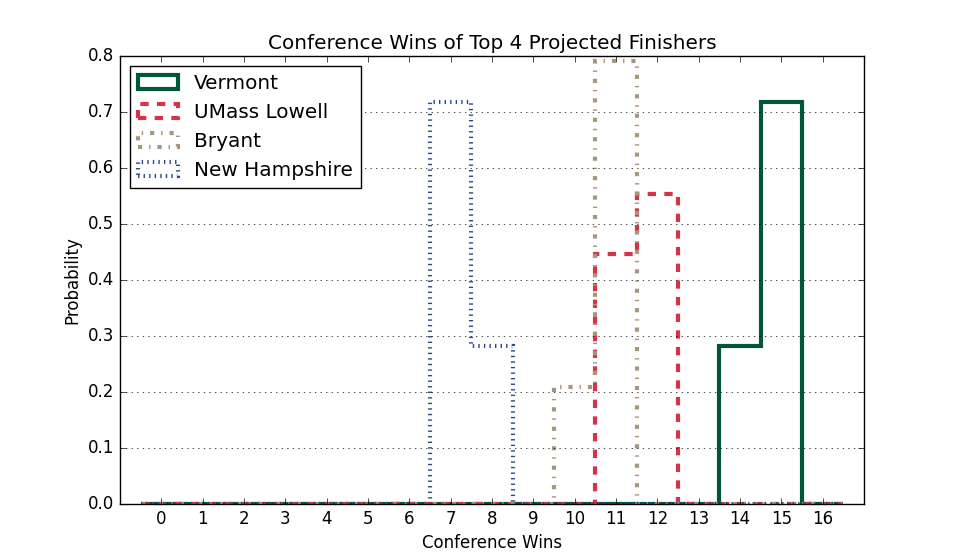 Conference Wins of Top 4 Projected Finishers
0.8
0.7
0.6
0.5
0.4
0.3
0.2
0.1
0.0
Probability
Vermont
UMass Lowell
Bryant
New Hampshire
0 1 2 3 4 5 6 7 8 9 10 11 12 13 14 15 16
Conference Wins